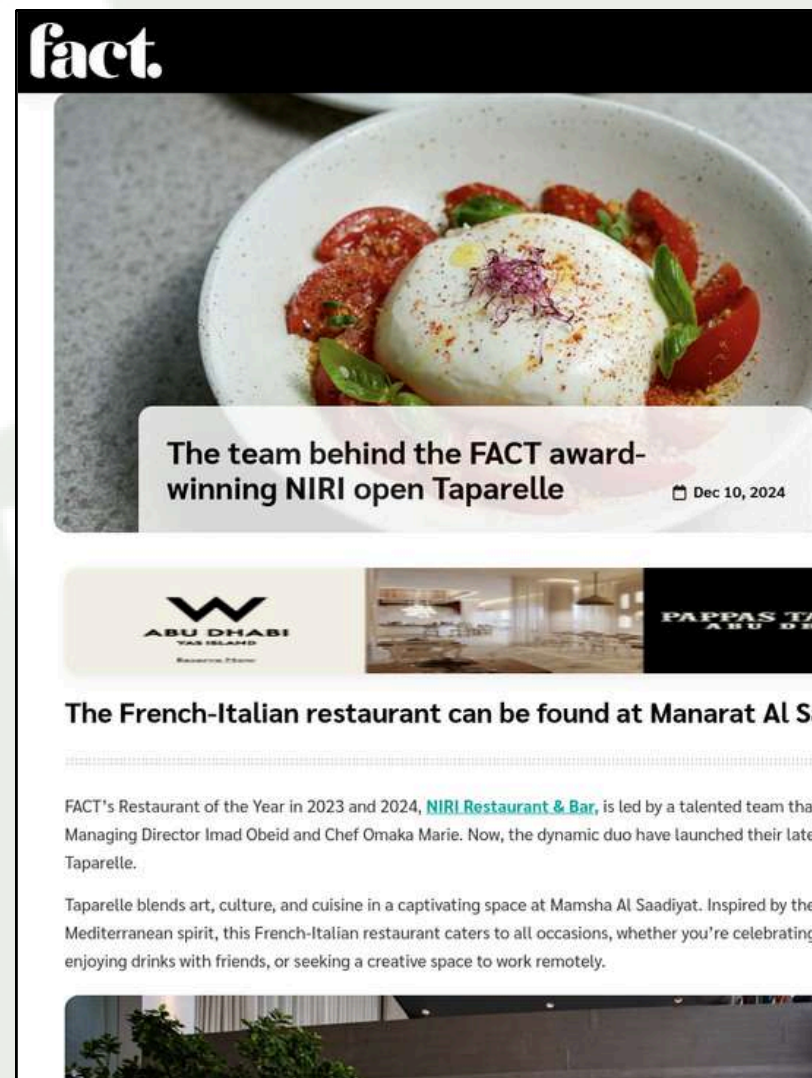 fact.
The team behind the FACT award-
winning NIRI open Taparelle
Dec 10, 2024
ABU DHABI
YAS ISLAND
Reserve Now
PAPPAS TA
ABU D
The French-Italian restaurant can be found at Manarat Al S
FACT's Restaurant of the Year in 2023 and 2024, NIRI Restaurant & Bar, is led by a talented team tha
Managing Director Imad Obeid and Chef Omaka Marie. Now, the dynamic duo have launched their late
Taparelle.
Taparelle blends art, culture, and cuisine in a captivating space at Mamsha Al Saadiyat. Inspired by the
Mediterranean spirit, this French-Italian restaurant caters to all occasions, whether you're celebrating
enjoying drinks with friends, or seeking a creative space to work remotely.